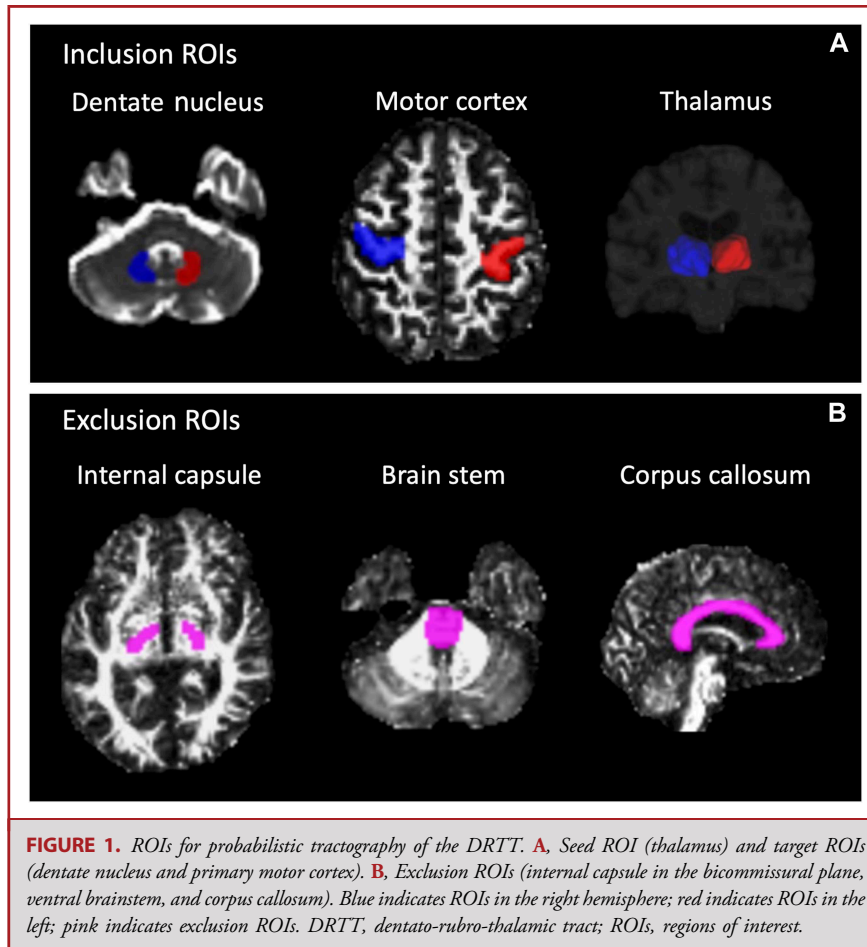 A
Inclusion ROIs
Dentate nucleus
Motor cortex
Thalamus
B
Exclusion ROIs
Internal capsule
Brain stem
Corpus callosum
FIGURE 1. ROIs for probabilistic tractography of the DRTT. A, Seed ROI (thalamus) and target ROIs
(dentate nucleus and primary motor cortex). B, Exclusion ROIs (internal capsule in the bicommissural plane,
ventral brainstem, and corpus callosum). Blue indicates ROIs in the right hemisphere; red indicates ROIs in the
left; pink indicates exclusion ROIs. DRTT, dentato-rubro-thalamic tract; ROIs, regions of interest.